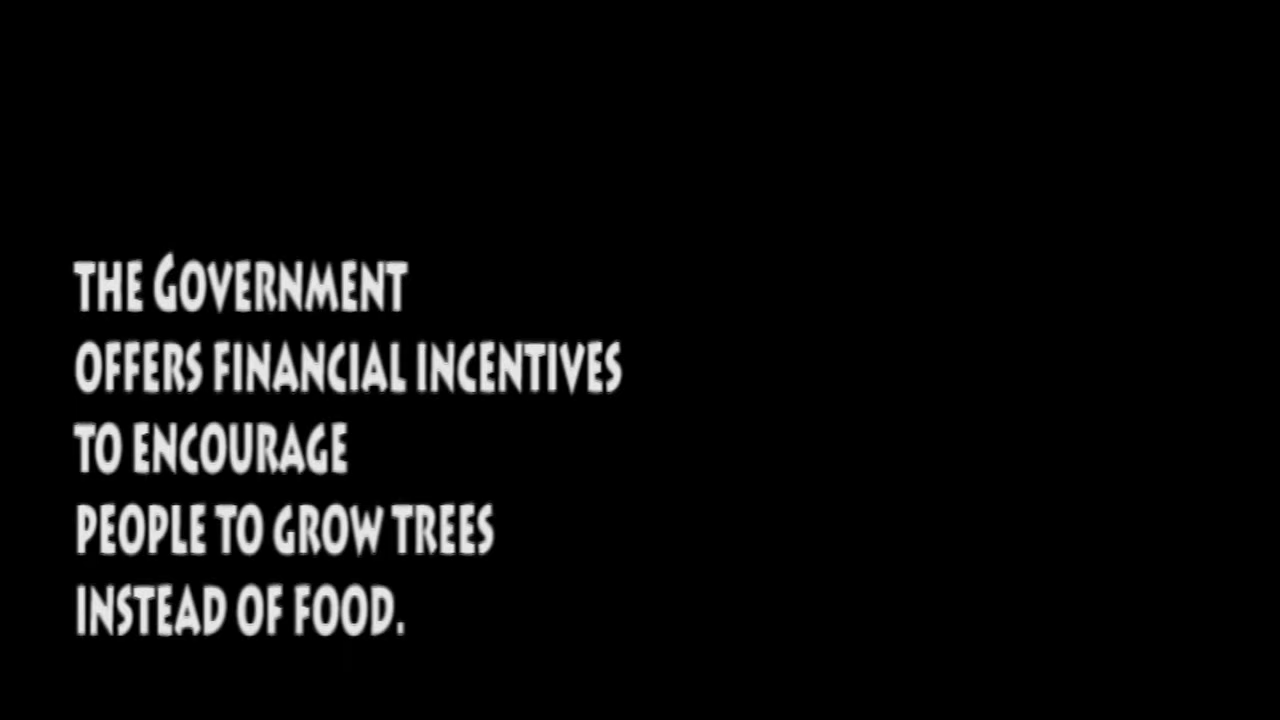 THE GOVERNMENT
OFFERS FINANCIAL INCENTIVES
TO ENCOURAGE
PEOPLE TO GROW TREES
INSTEAD OF FOOD.